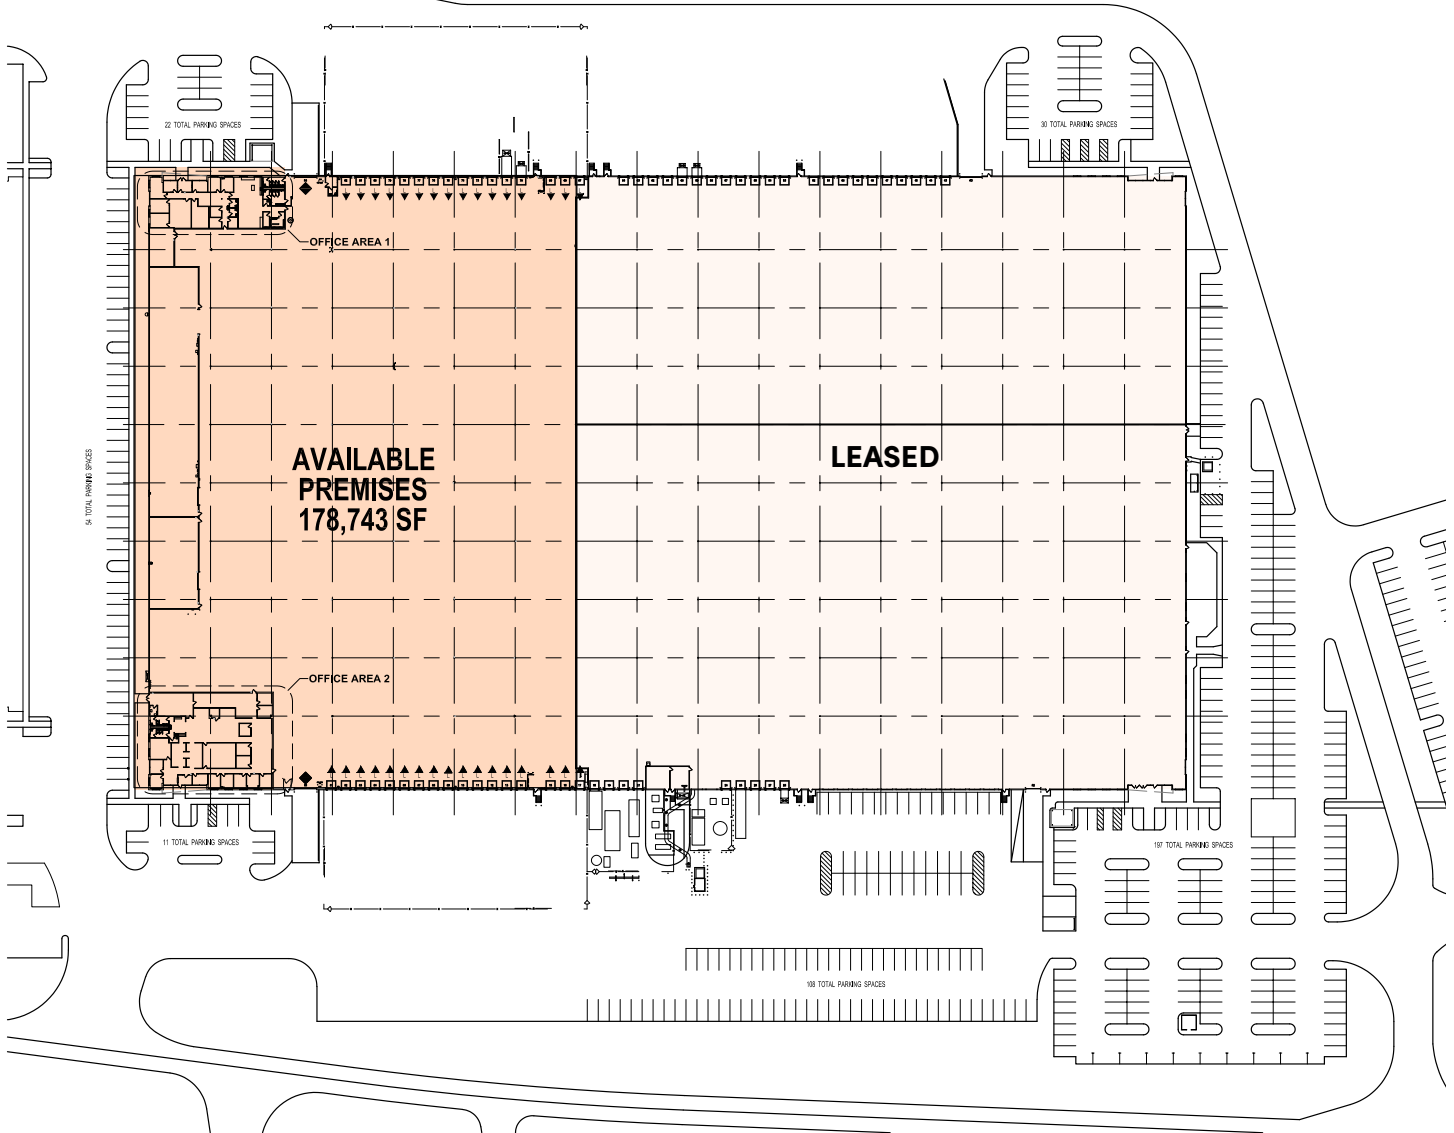 22 TOTAL PARKING SPACES
30 TOTAL PARKING SPACES
OFFICE AREA 1
AVAILABLE
PREMISES
178,743 SF
LEASED
54 TOTAL PARKING SPACES
OFFICE AREA 2
11 TOTAL PARKING SPACES
197 TOTAL PARKING SPACES
108 TOTAL PARKING SPACES